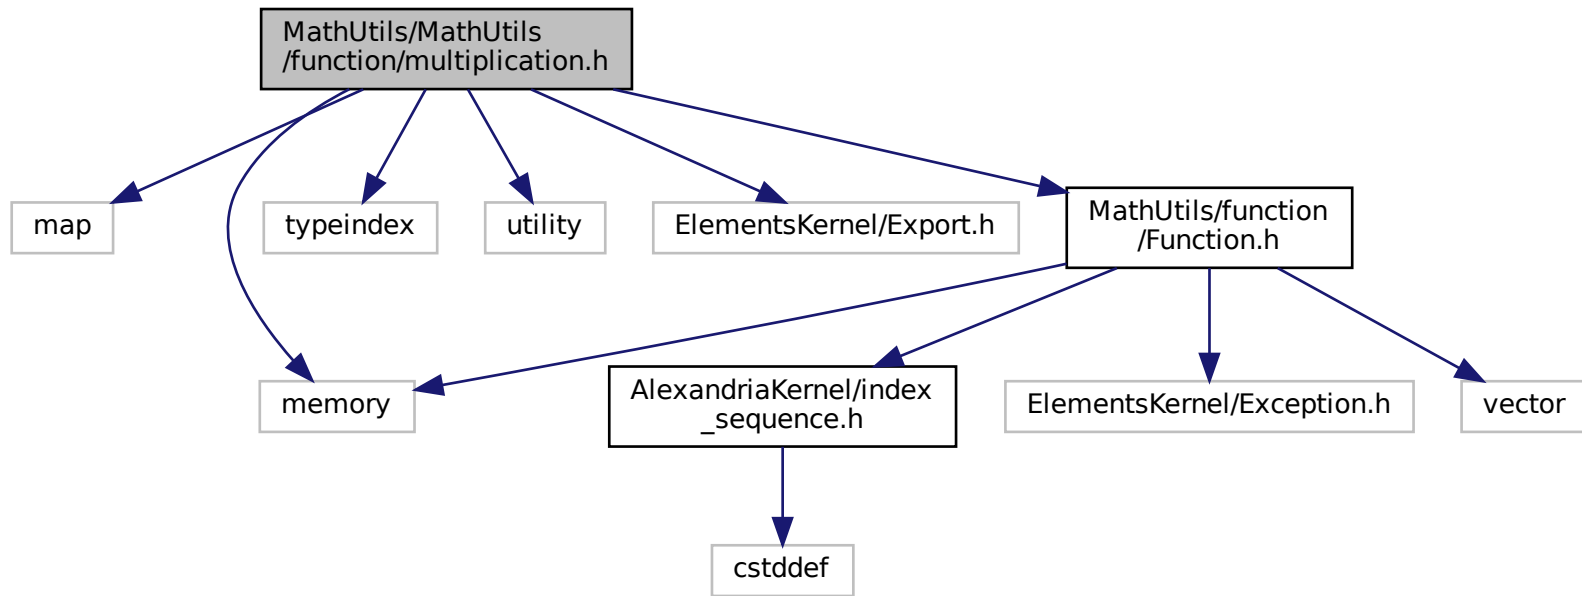 MathUtils/MathUtils
/function/multiplication.h
map
typeindex
utility
ElementsKernel/Export.h
MathUtils/function
/Function.h
memory
AlexandriaKernel/index
_sequence.h
ElementsKernel/Exception.h
vector
cstddef